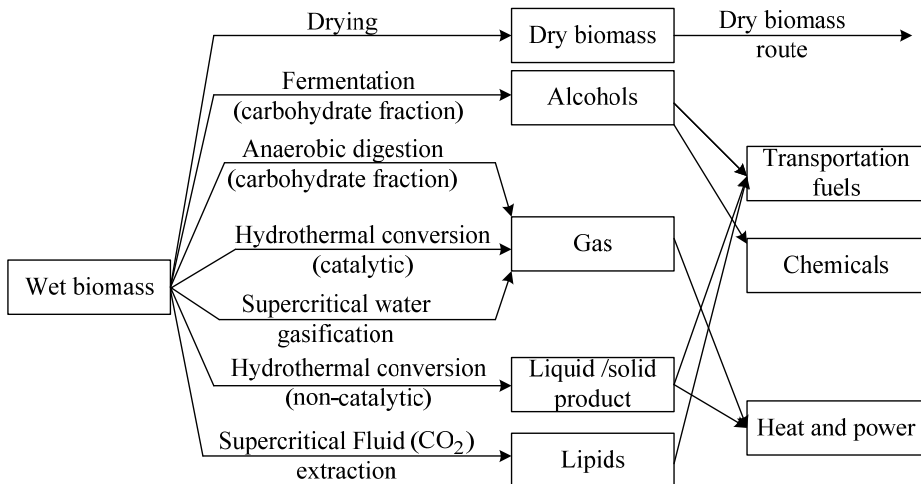 Drying
Dry biomass
Dry biomass
route
Fermentation
(carbohydrate fraction)
Alcohols
Anaerobic digestion
(carbohydrate fraction)
Transportation
fuels
Hydrothermal conversion
(catalytic)
Gas
Chemicals
Wet biomass
Supercritical water
gasification
Hydrothermal conversion
(non-catalytic)
Liquid /solid
product
Heat and power
Supercritical Fluid (CO₂)
extraction
Lipids